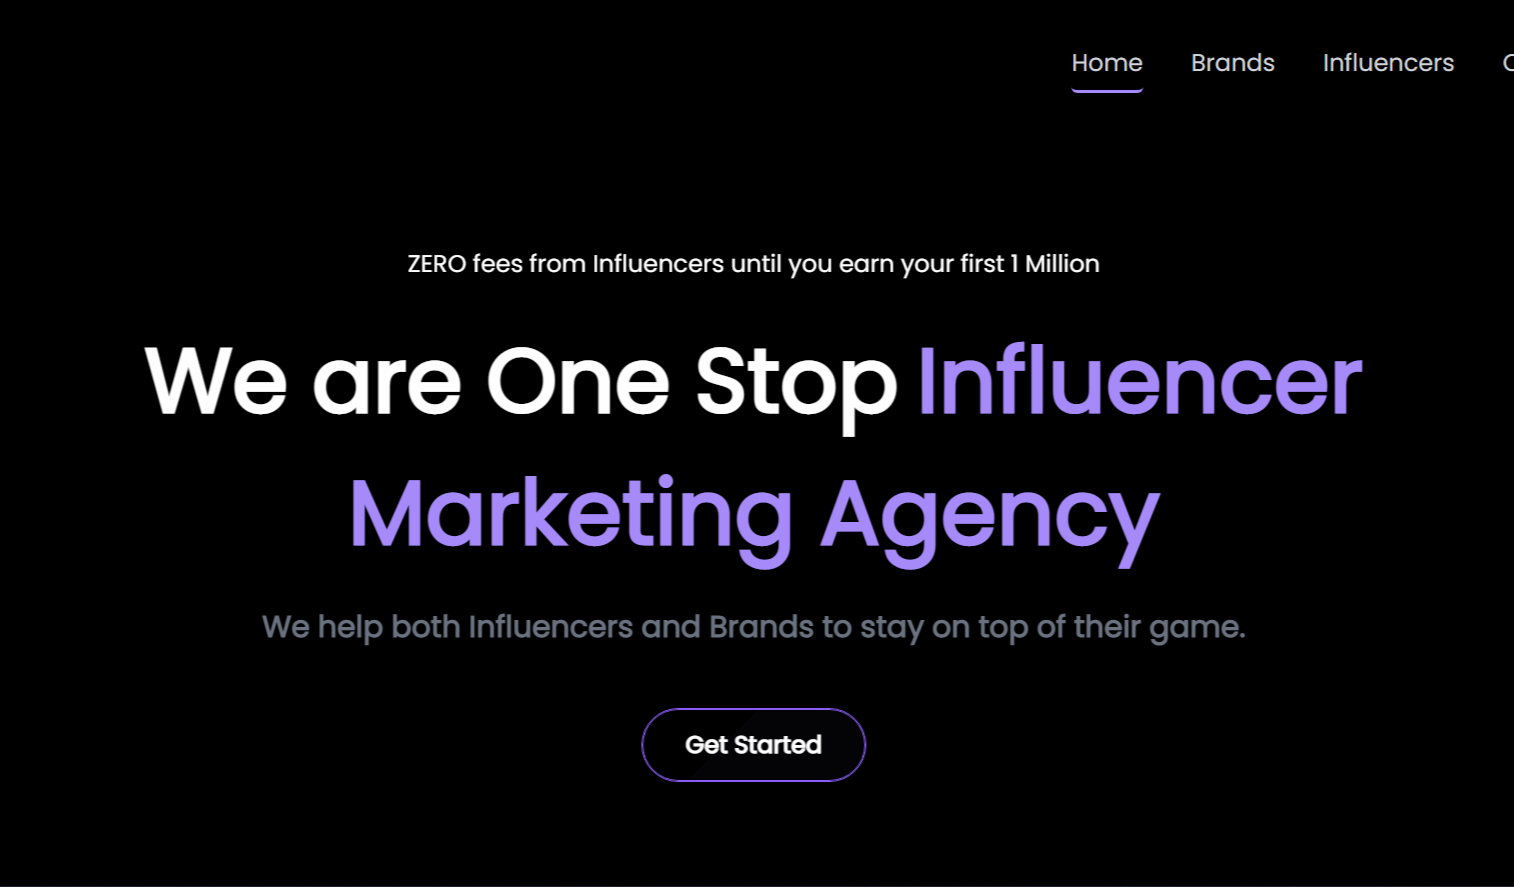 Home Brands Influencers
ZERO fees from Influencers until you earn your first 1 Million
We are One Stop Influencer
Marketing Agency
We help both Influencers and Brands to stay on top of their game.
Get Started